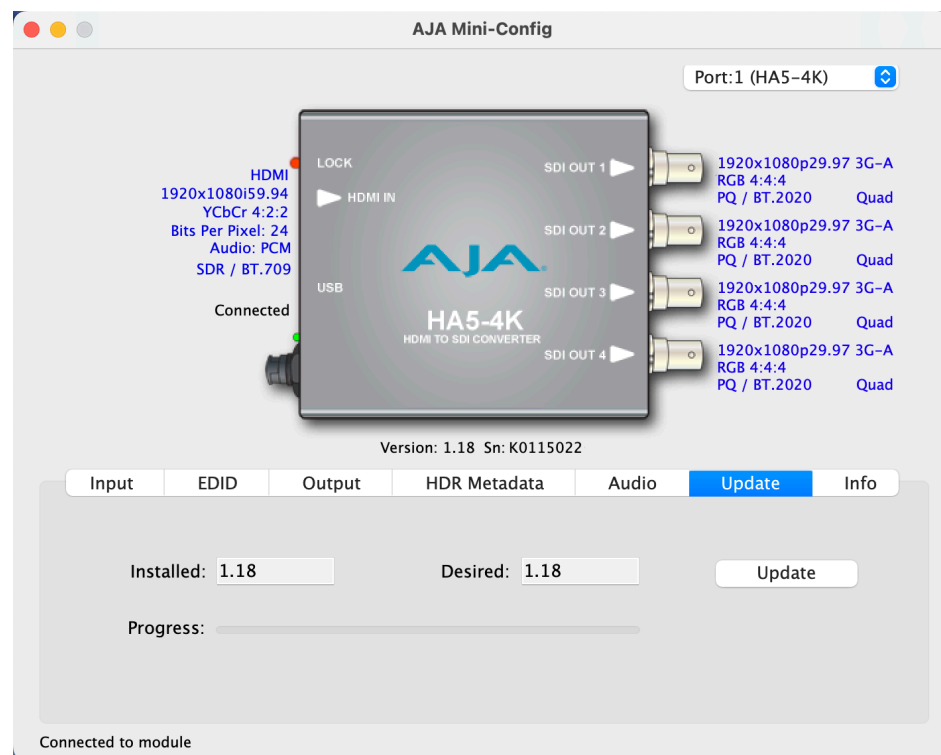 AJA Mini-Config
Port:1 (HA5-4K)
HDMI
1920x1080i59.94
YCbCr 4:2:2
Bits Per Pixel: 24
Audio: PCM
SDR / BT.709
Connected
LOCK
HDMI IN
USB
SDI OUT 1
SDI OUT 2
SDI OUT 3
SDI OUT 4
AJA
HA5-4K
HDMI TO SDI CONVERTER
1920x1080p29.97 3G-A
RGB 4:4:4
PQ / BT.2020 Quad
1920x1080p29.97 3G-A
RGB 4:4:4
PQ / BT.2020 Quad
1920x1080p29.97 3G-A
RGB 4:4:4
PQ / BT.2020 Quad
1920x1080p29.97 3G-A
RGB 4:4:4
PQ / BT.2020 Quad
Version: 1.18 Sn: K0115022
Input EDID Output HDR Metadata Audio Update Info
Installed: 1.18 Desired: 1.18 Update
Progress:
Connected to module